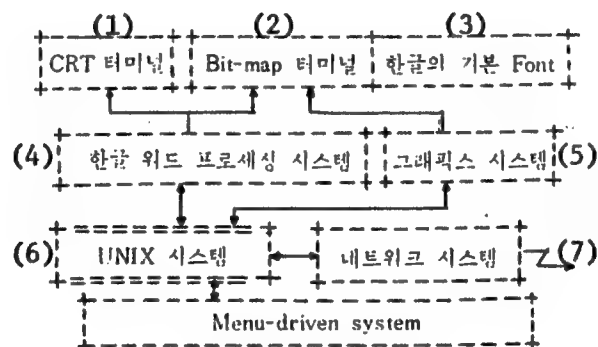 (1) (2) (3)
CRT 터미널 Bit-map 터미널 한글의 기본 Font
(4) 한글 워드 프로세싱 시스템 그래픽스 시스템 (5)
(6) UNIX 시스템 네트워크 시스템 (7)
Menu-driven system